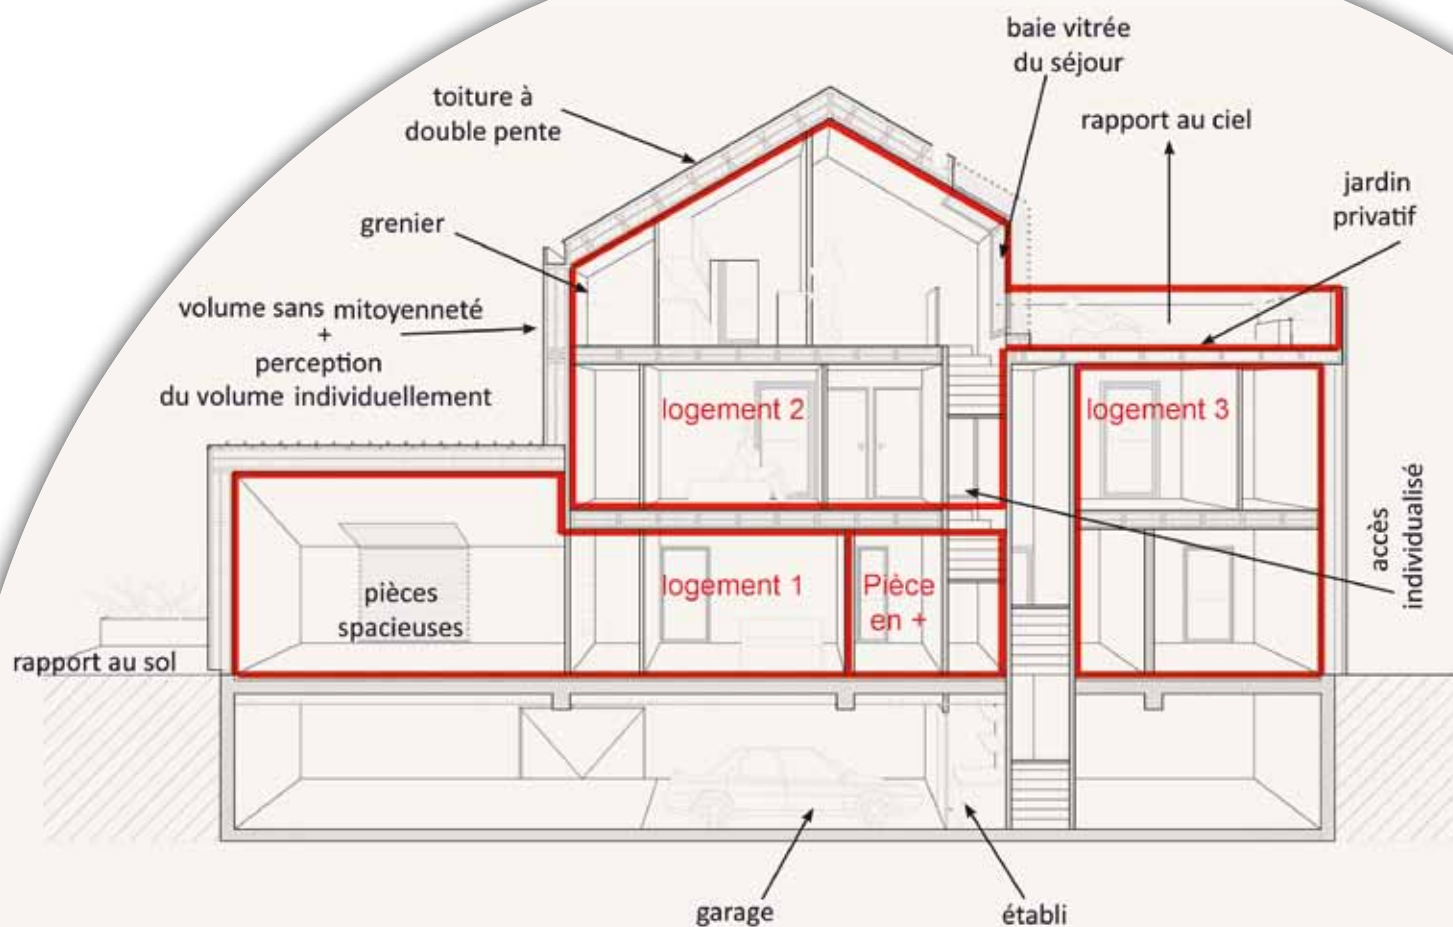 baie vitrée
du séjour
toiture à
double pente
rapport au ciel
jardin
privatif
grenier
volume sans mitoyenneté
+
perception
du volume individuellement
logement 2
logement 3
accès
individualisé
pièces
spacieuses
logement 1
Pièce
en +
rapport au sol
garage
établi